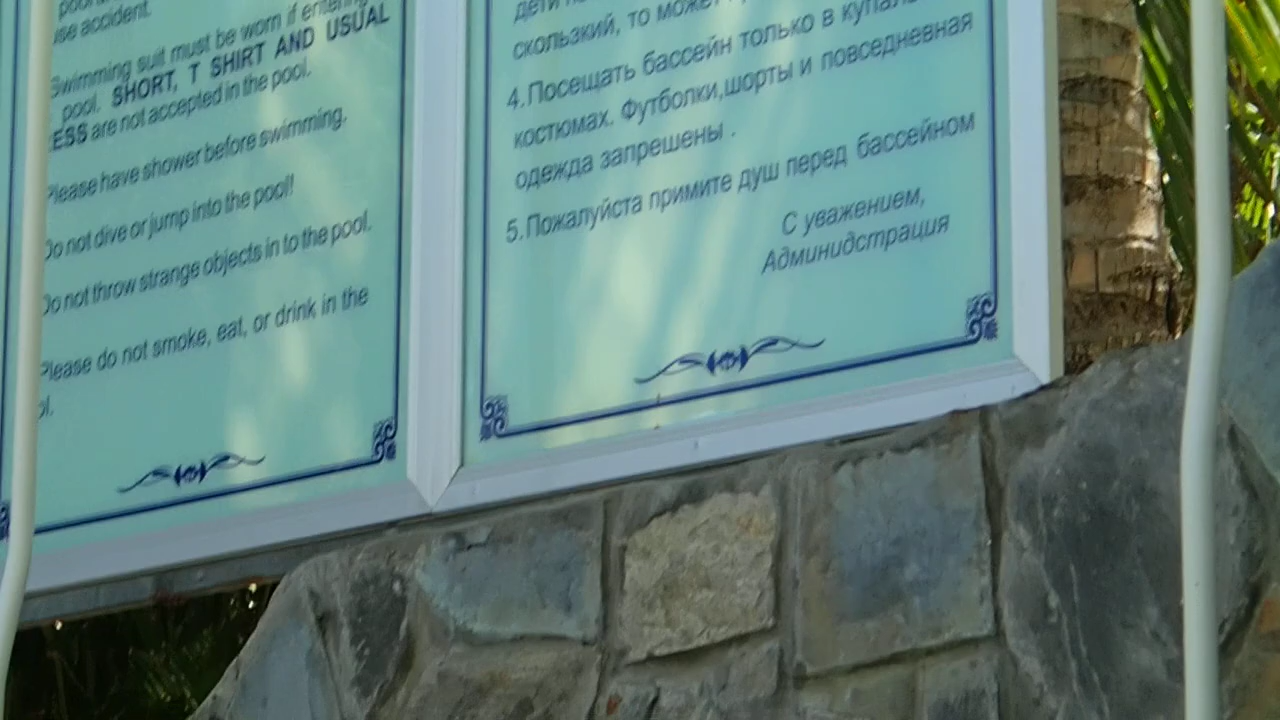 use accident.
Swimming suit must be worn if entering
pool. SHORT, T SHIRT AND USUAL
ESS are not accepted in the pool.
Please have shower before swimming.
Do not dive or jump into the pool!
Do not throw strange objects in to the pool.
Please do not smoke, eat, or drink in the
ol.
дети
скользкий, то может
4.Посещать бассейн только в
костюмах. Футболки,шорты и повседневная
одежда запрешены .
5.Пожалуйста примите душ перед бассейном
С уважением,
Админидстрация